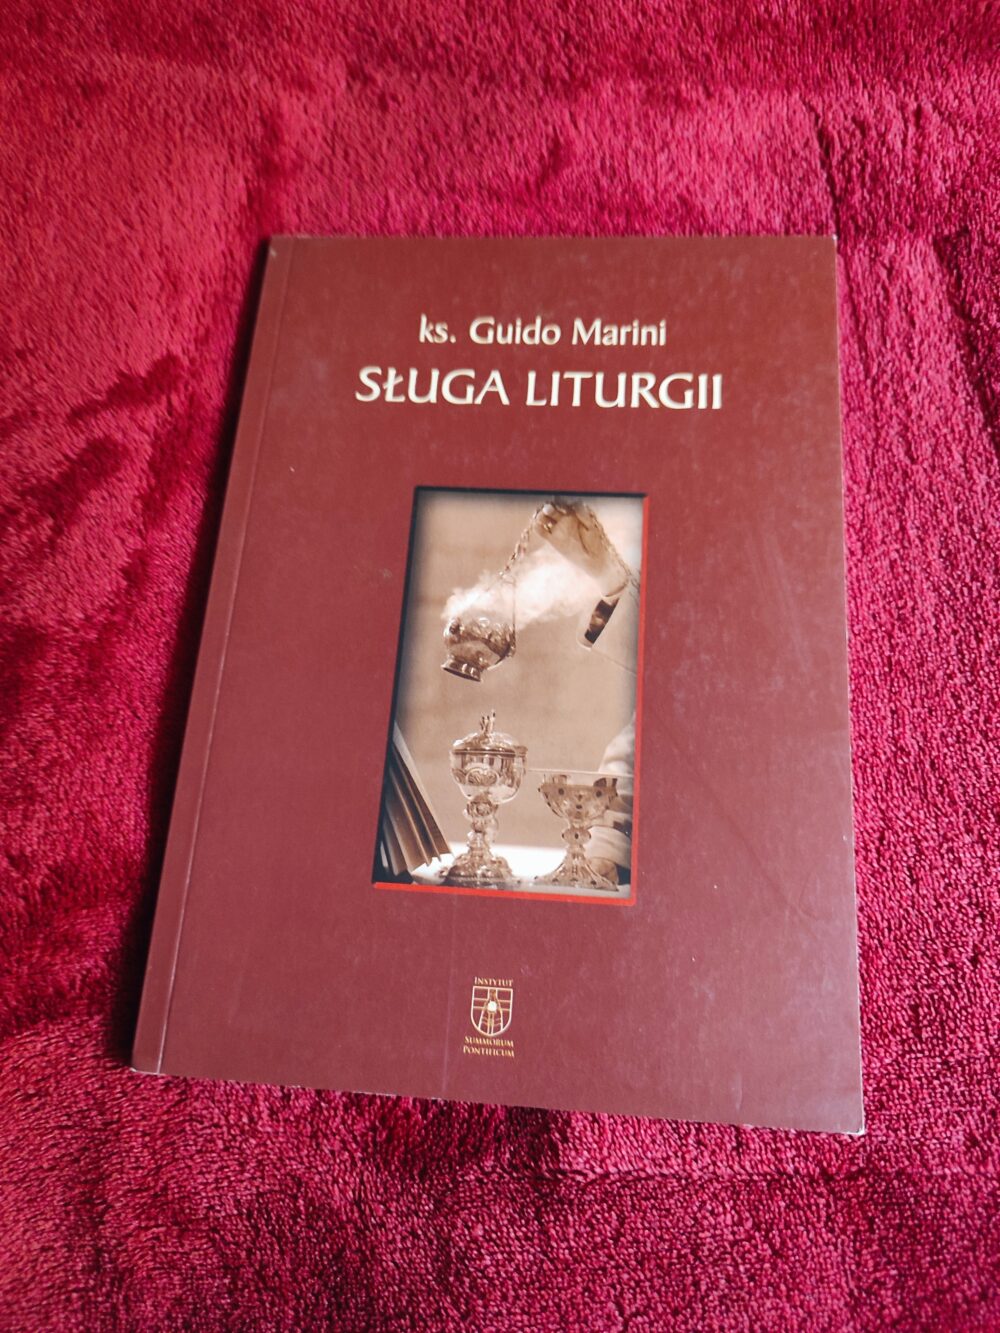 ks. Guido Marini
SŁUGA LITURGII
INSTYTUT
SUMMORUM
PONTIFICUM